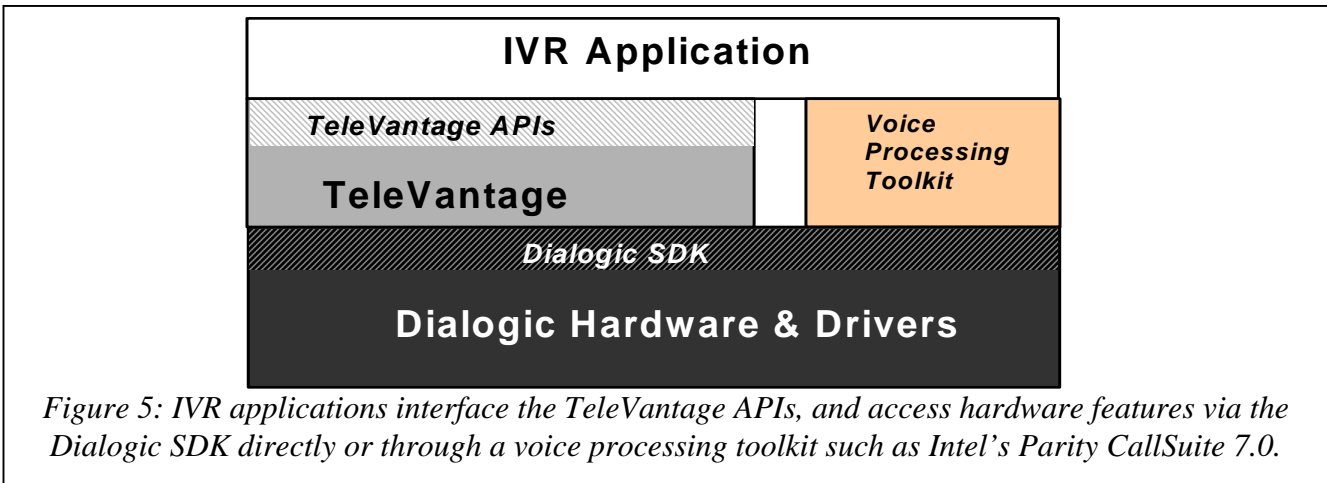 IVR Application
TeleVantage APIs
TeleVantage
Voice
Processing
Toolkit
Dialogic SDK
Dialogic Hardware & Drivers
Figure 5: IVR applications interface the TeleVantage APIs, and access hardware features via the
Dialogic SDK directly or through a voice processing toolkit such as Intel’s Parity CallSuite 7.0.